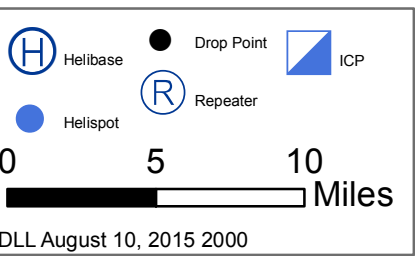 H Helibase
Drop Point
ICP
R Repeater
Helispot
0 5 10
Miles
DLL August 10, 2015 2000